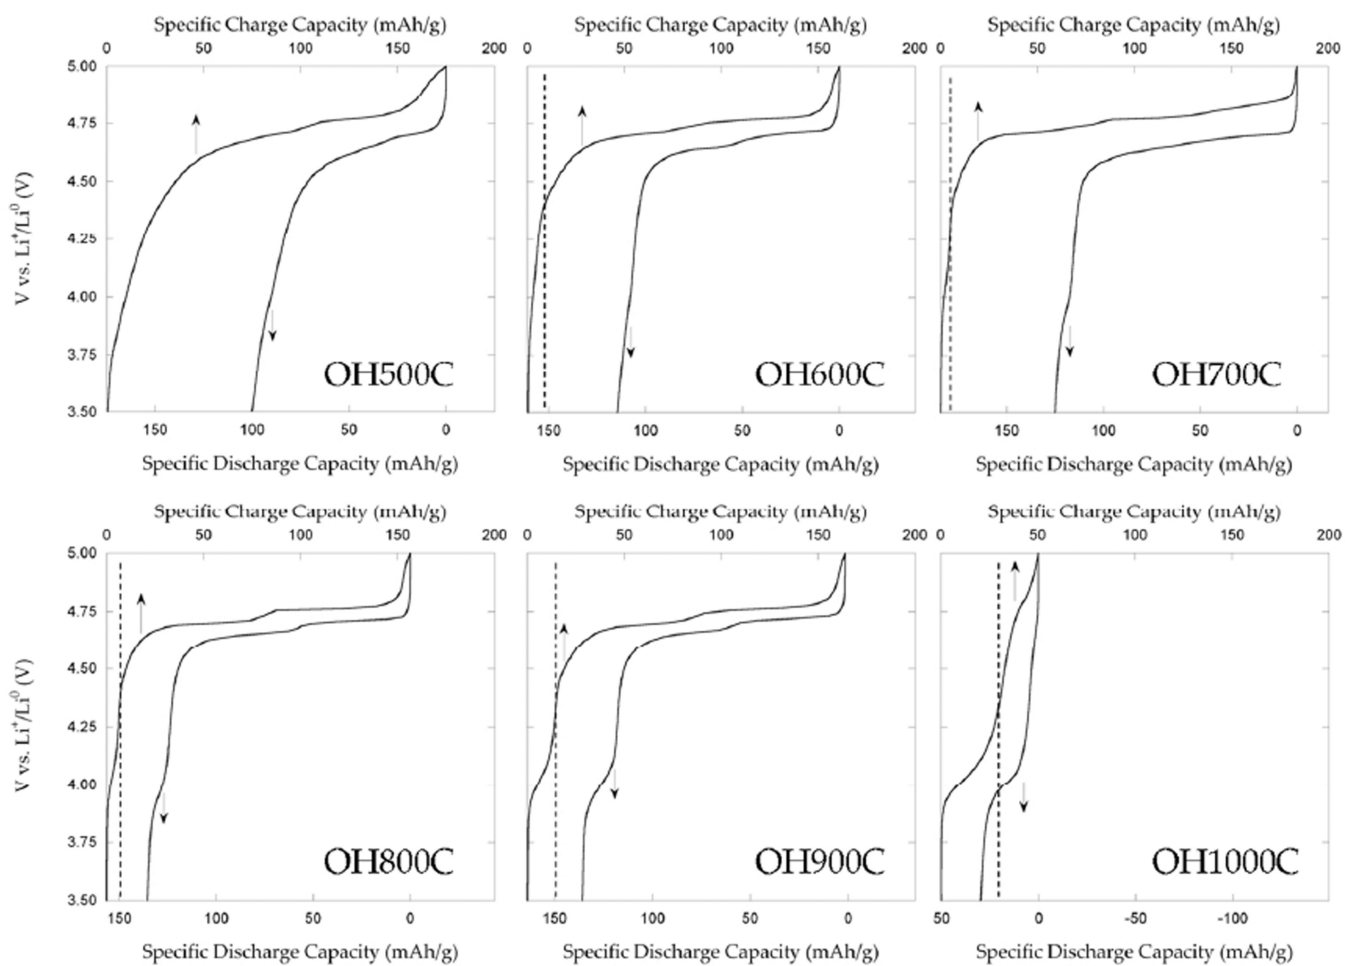 Specific Charge Capacity (mAh/g) Specific Charge Capacity (mAh/g) Specific Charge Capacity (mAh/g)
0 50 100 150 200 0 50 100 150 200 0 50 100 150 200
5.00
4.75
4.50
4.25
4.00
3.75
3.50
V vs. Li⁺/Li⁰ (V)
OH500C OH600C OH700C
150 100 50 0 150 100 50 0 150 100 50 0
Specific Discharge Capacity (mAh/g) Specific Discharge Capacity (mAh/g) Specific Discharge Capacity (mAh/g)
Specific Charge Capacity (mAh/g) Specific Charge Capacity (mAh/g) Specific Charge Capacity (mAh/g)
0 50 100 150 200 0 50 100 150 200 0 50 100 150 200
5.00
4.75
4.50
4.25
4.00
3.75
3.50
V vs. Li⁺/Li⁰ (V)
OH800C OH900C OH1000C
150 100 50 0 150 100 50 0 50 0 -50 -100
Specific Discharge Capacity (mAh/g) Specific Discharge Capacity (mAh/g) Specific Discharge Capacity (mAh/g)